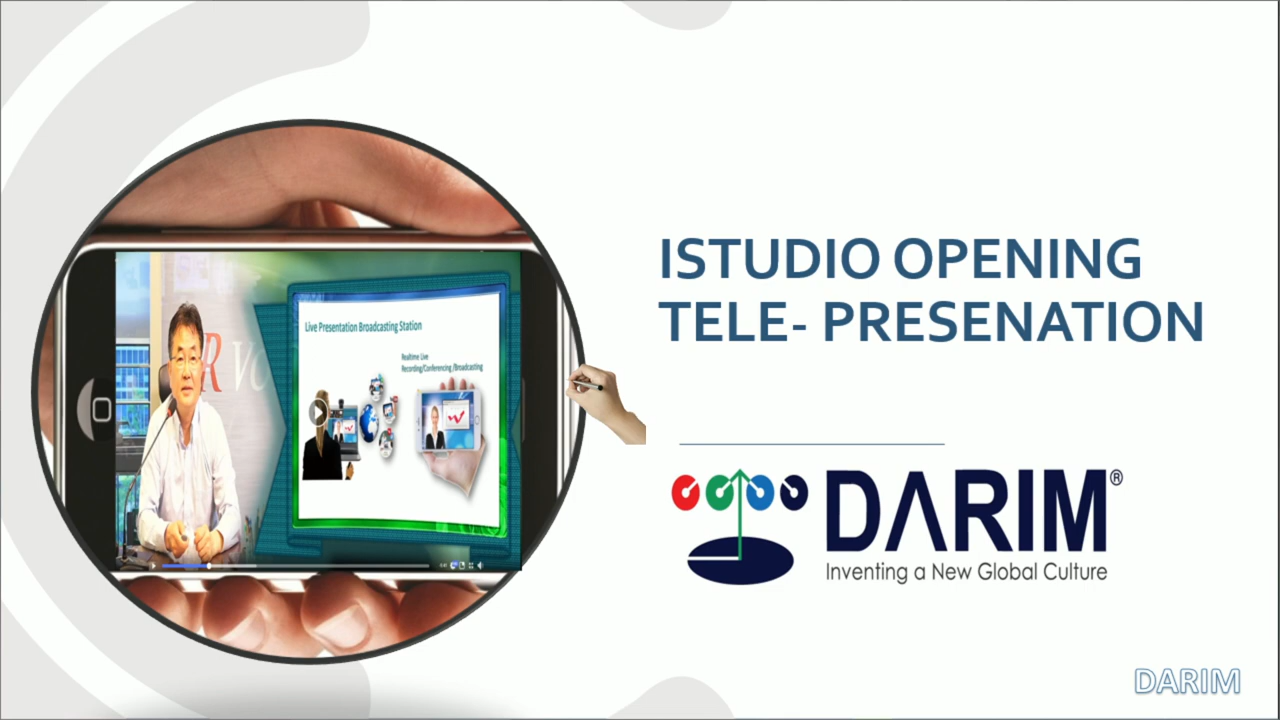 ISTUDIO OPENING
TELE- PRESENATION
Live Presentation Broadcasting Station
Realtime Live
Recording/Conferencing /Broadcasting
DARIM®
Inventing a New Global Culture
DARIM